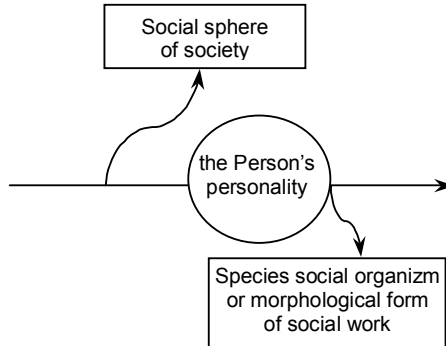 Social sphere
of society
the Person's
personality
Species social organizm
or morphological form
of social work